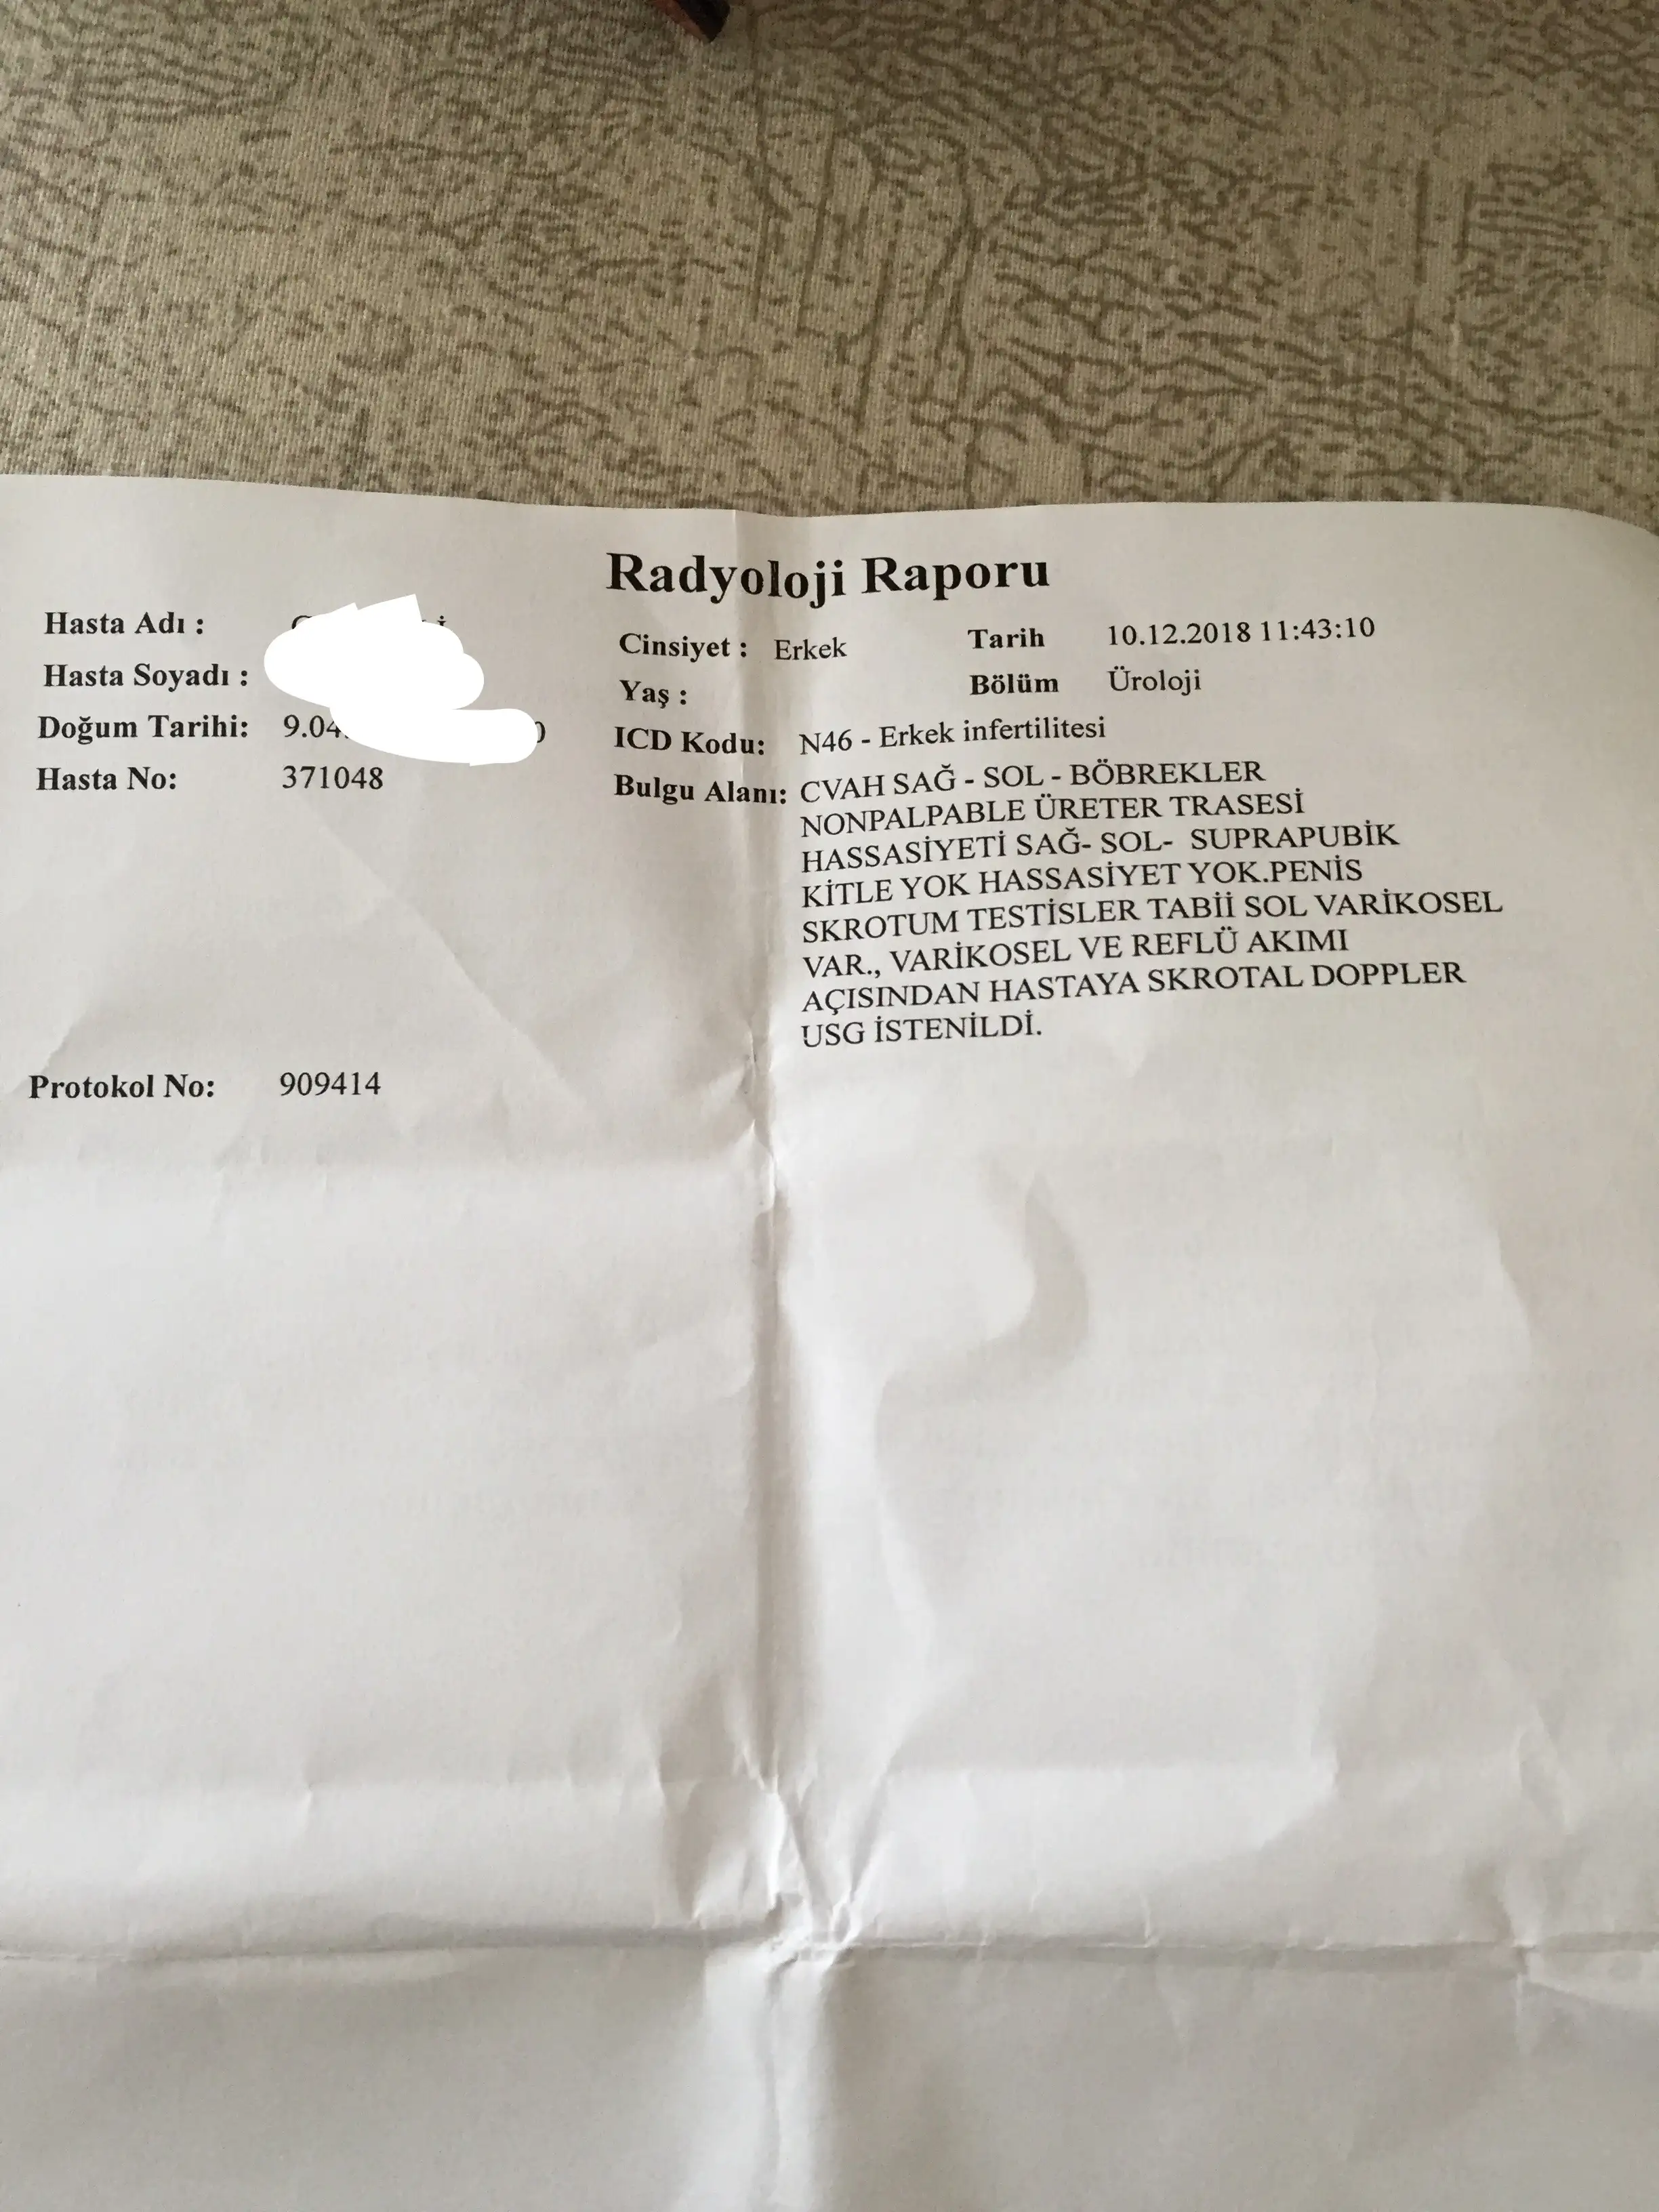 Radyoloji Raporu
Hasta Adı :
Hasta Soyadı :
Doğum Tarihi: 9.04.
Hasta No: 371048
Protokol No: 909414
Cinsiyet : Erkek
Yaş :
Tarih 10.12.2018 11:43:10
Bölüm Üroloji
ICD Kodu: N46 - Erkek infertilitesi
Bulgu Alanı: CVAH SAĞ - SOL - BÖBREKLER
NONPALPABLE ÜRETER TRASESİ
HASSASİYETİ SAĞ- SOL- SUPRAPUBİK
KİTLE YOK HASSASİYET YOK.PENİS
SKROTUM TESTİSLER TABİİ SOL VARİKOSEL
VAR., VARİKOSEL VE REFLÜ AKIMI
AÇISINDAN HASTAYA SKROTAL DOPPLER
USG İSTENİLDİ.